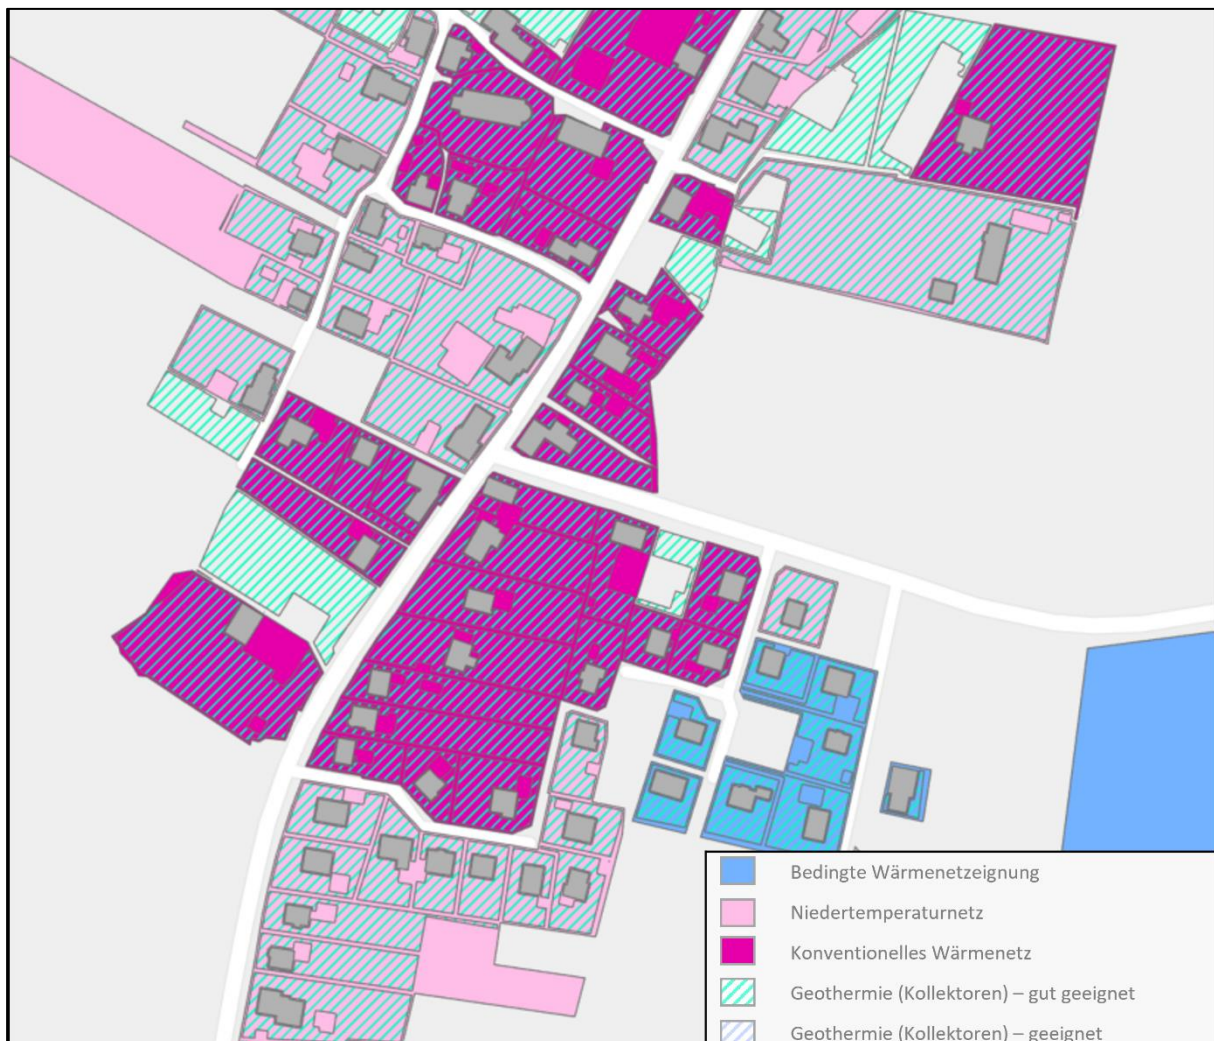 Bedingte Wärmenetzeignung
Niedertemperaturnetz
Konventionelles Wärmenetz
Geothermie (Kollektoren) – gut geeignet
Geothermie (Kollektoren) – geeignet